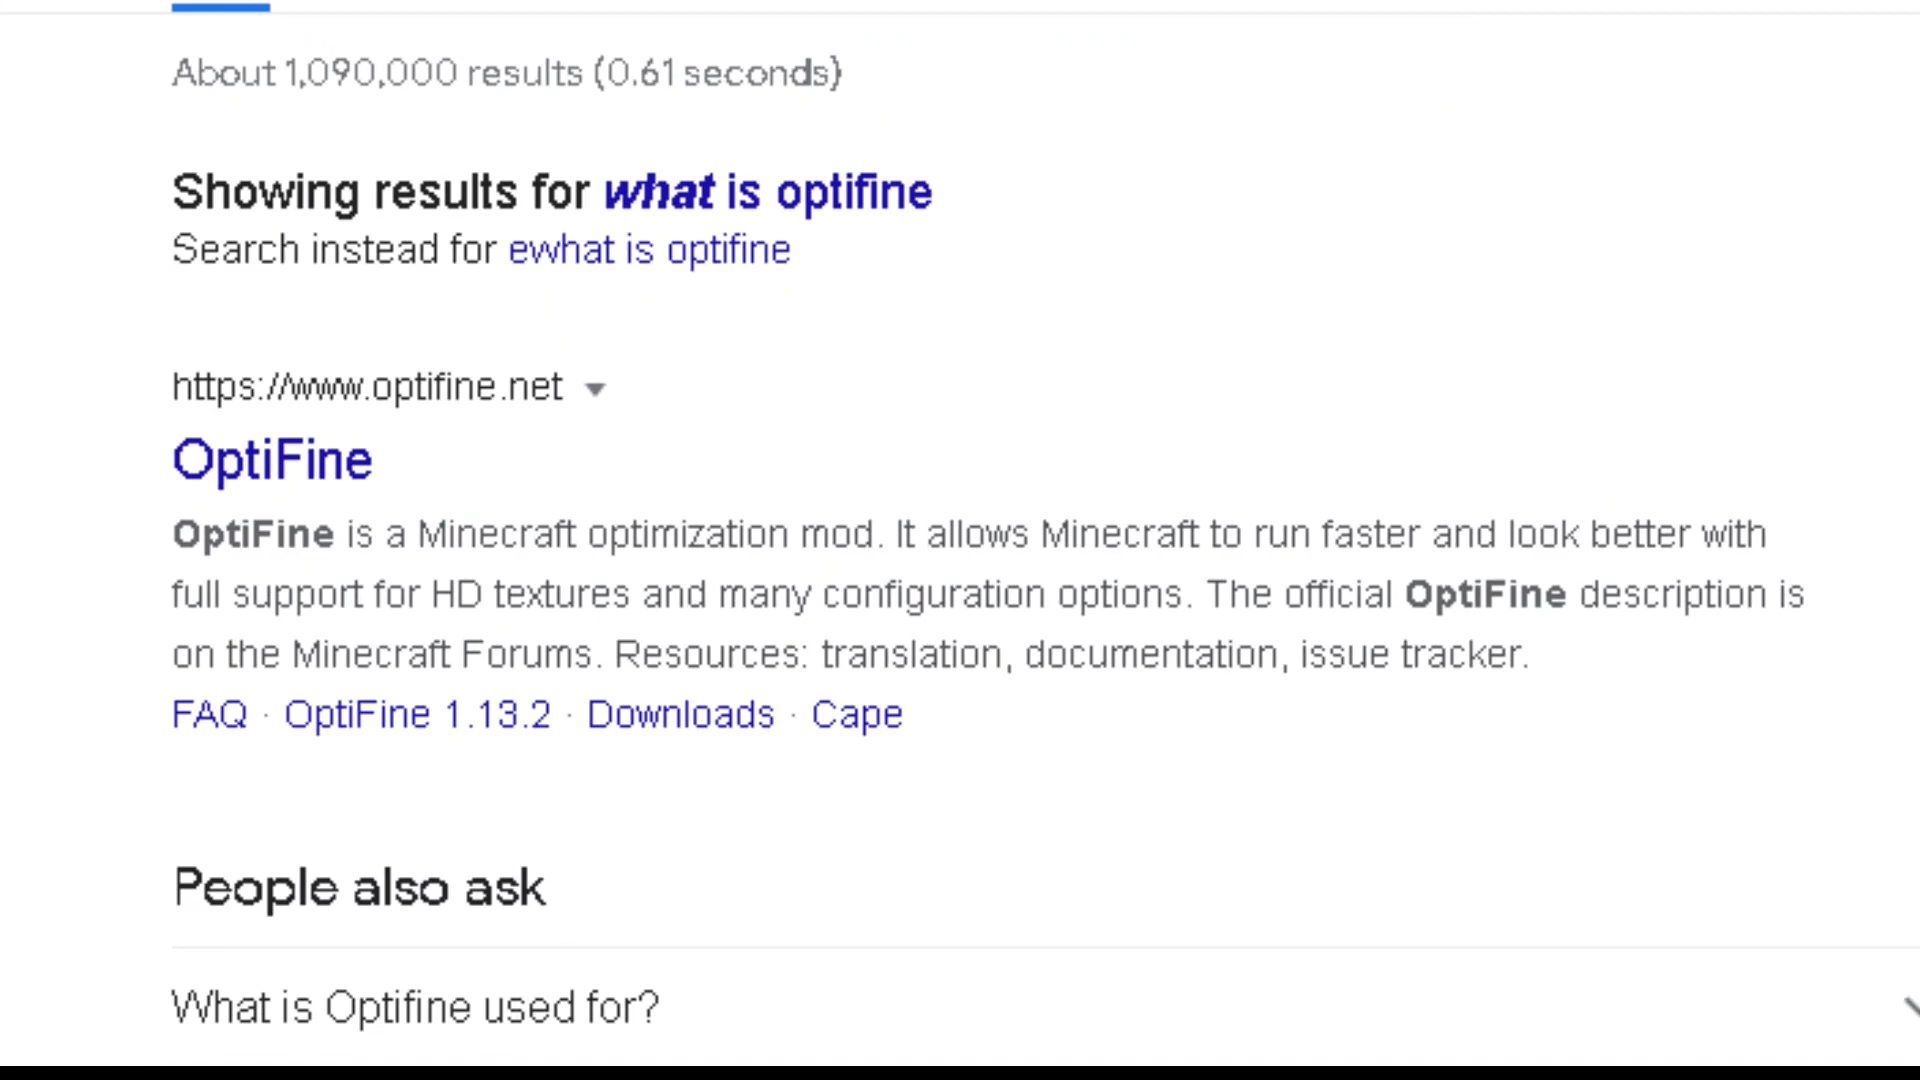 About 1,090,000 results (0.61 seconds)
Showing results for what is optifine
Search instead for ewhat is optifine
https://www.optifine.net
OptiFine
OptiFine is a Minecraft optimization mod. It allows Minecraft to run faster and look better with
full support for HD textures and many configuration options. The official OptiFine description is
on the Minecraft Forums. Resources: translation, documentation, issue tracker.
FAQ · OptiFine 1.13.2 · Downloads · Cape
People also ask
What is Optifine used for?